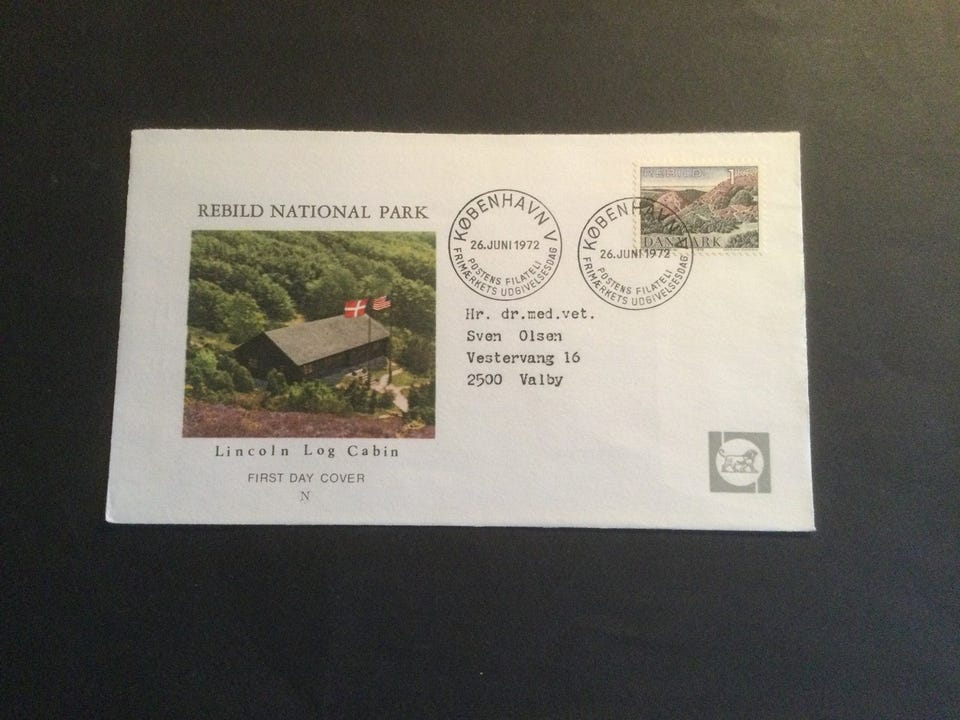 REBILD NATIONAL PARK
Lincoln Log Cabin
FIRST DAY COVER
N
KØBENHAVN V
26.JUNI 1972
POSTENS FILATELI
FRIMÆRKETS UDGIVELSESDAG
KØBENHAVN V
26.JUNI 1972
POSTENS FILATELI
FRIMÆRKETS UDGIVELSESDAG
REBILD 1
DANMARK
Hr. dr.med.vet.
Sven Olsen
Vestervang 16
2500 Valby